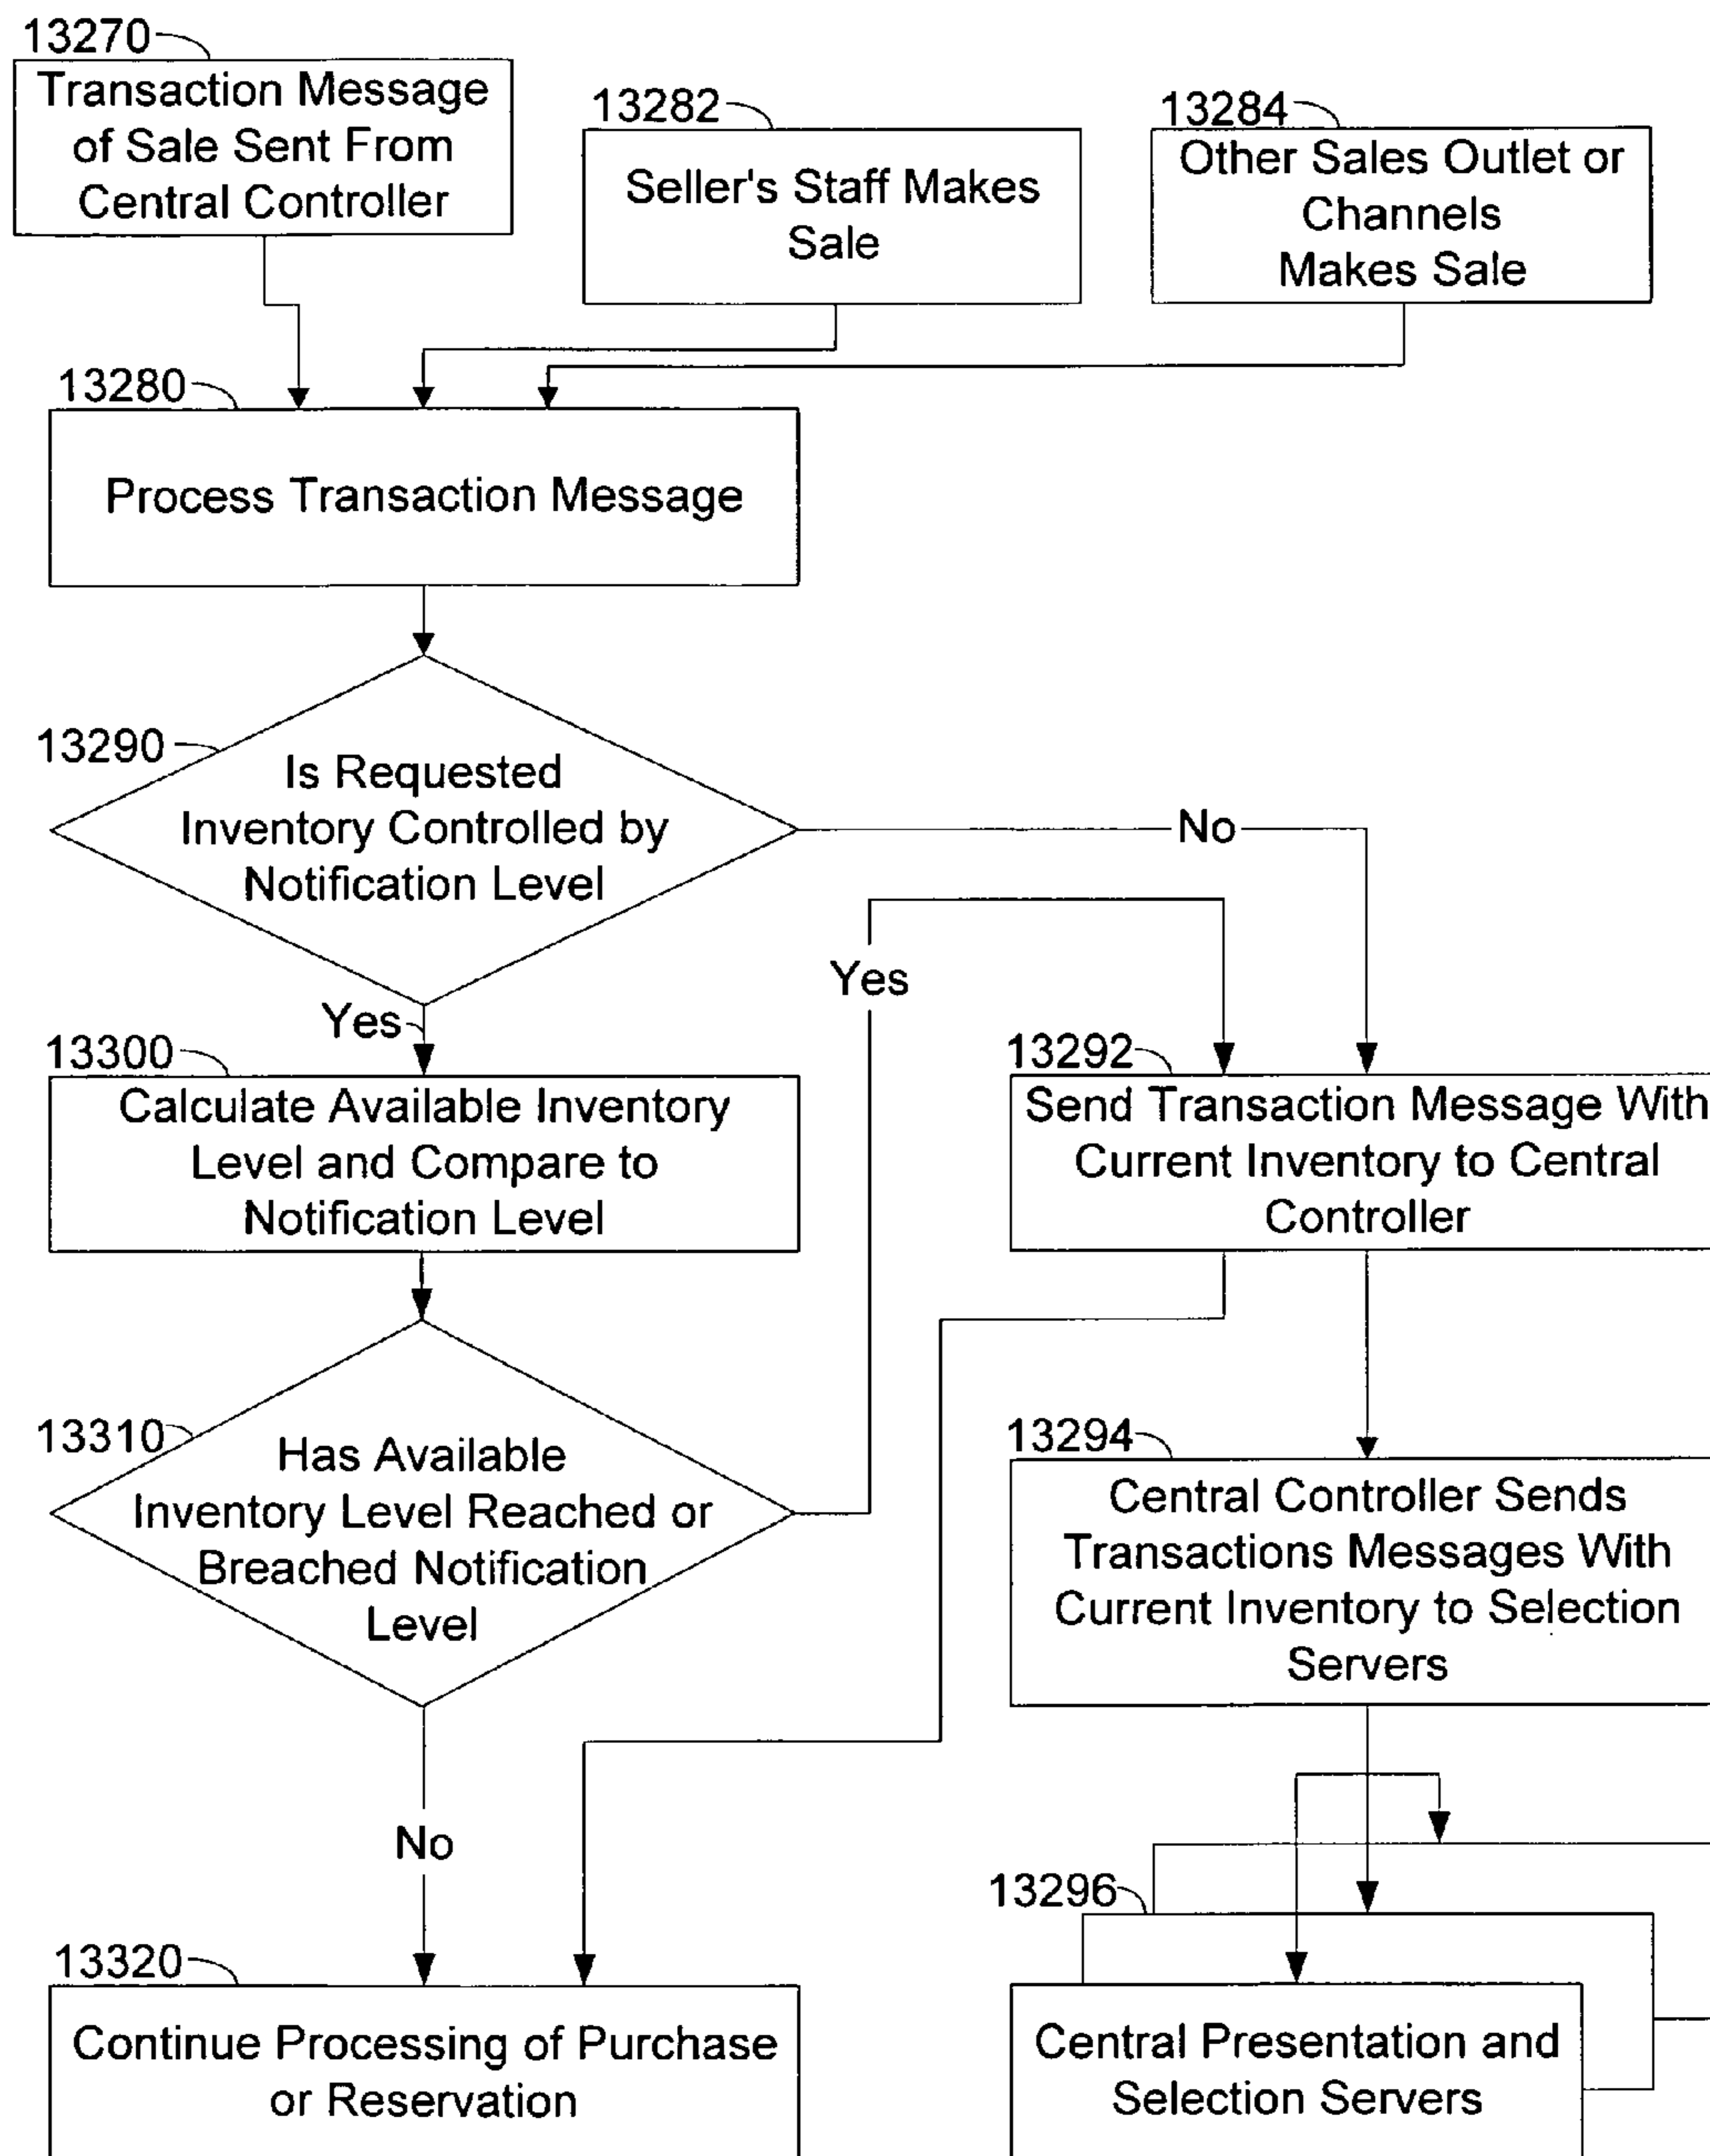 13270
Transaction Message
of Sale Sent From
Central Controller
13282
Seller's Staff Makes
Sale
13284
Other Sales Outlet or
Channels
Makes Sale
13280
Process Transaction Message
13290
Is Requested
Inventory Controlled by
Notification Level
No
Yes
Yes
13300
Calculate Available Inventory
Level and Compare to
Notification Level
13292
Send Transaction Message With
Current Inventory to Central
Controller
13310
Has Available
Inventory Level Reached or
Breached Notification
Level
13294
Central Controller Sends
Transactions Messages With
Current Inventory to Selection
Servers
No
13296
13320
Continue Processing of Purchase
or Reservation
Central Presentation and
Selection Servers